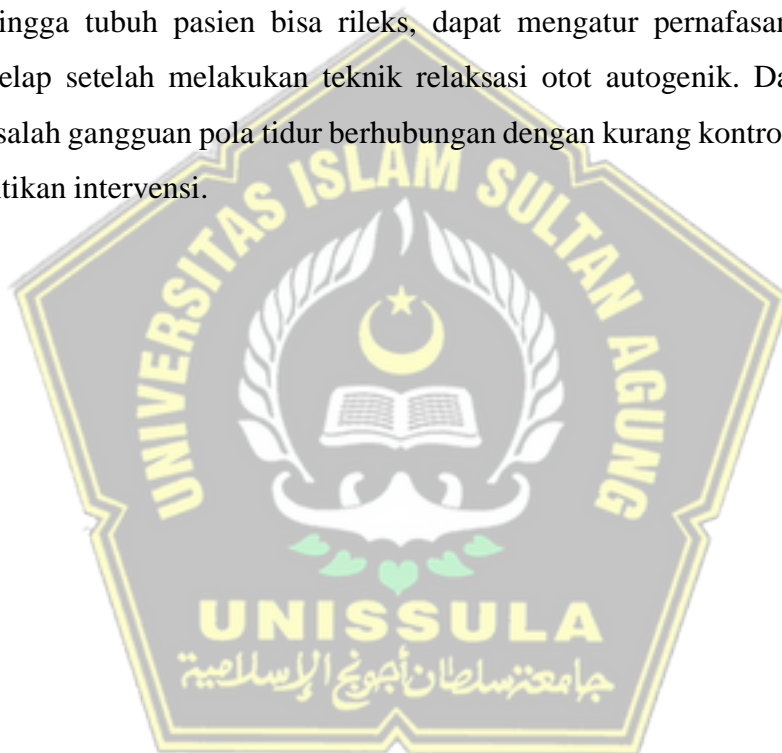 ingga tubuh pasien bisa rileks, dapat mengatur pernafasan
elap setelah melakukan teknik relaksasi otot autogenik. Da
salah gangguan pola tidur berhubungan dengan kurang kontro
tikan intervensi.
UNIVERSITAS ISLAM SULTAN AGUNG
UNISSULA
جامعة سلطان أجونج الإسلامية